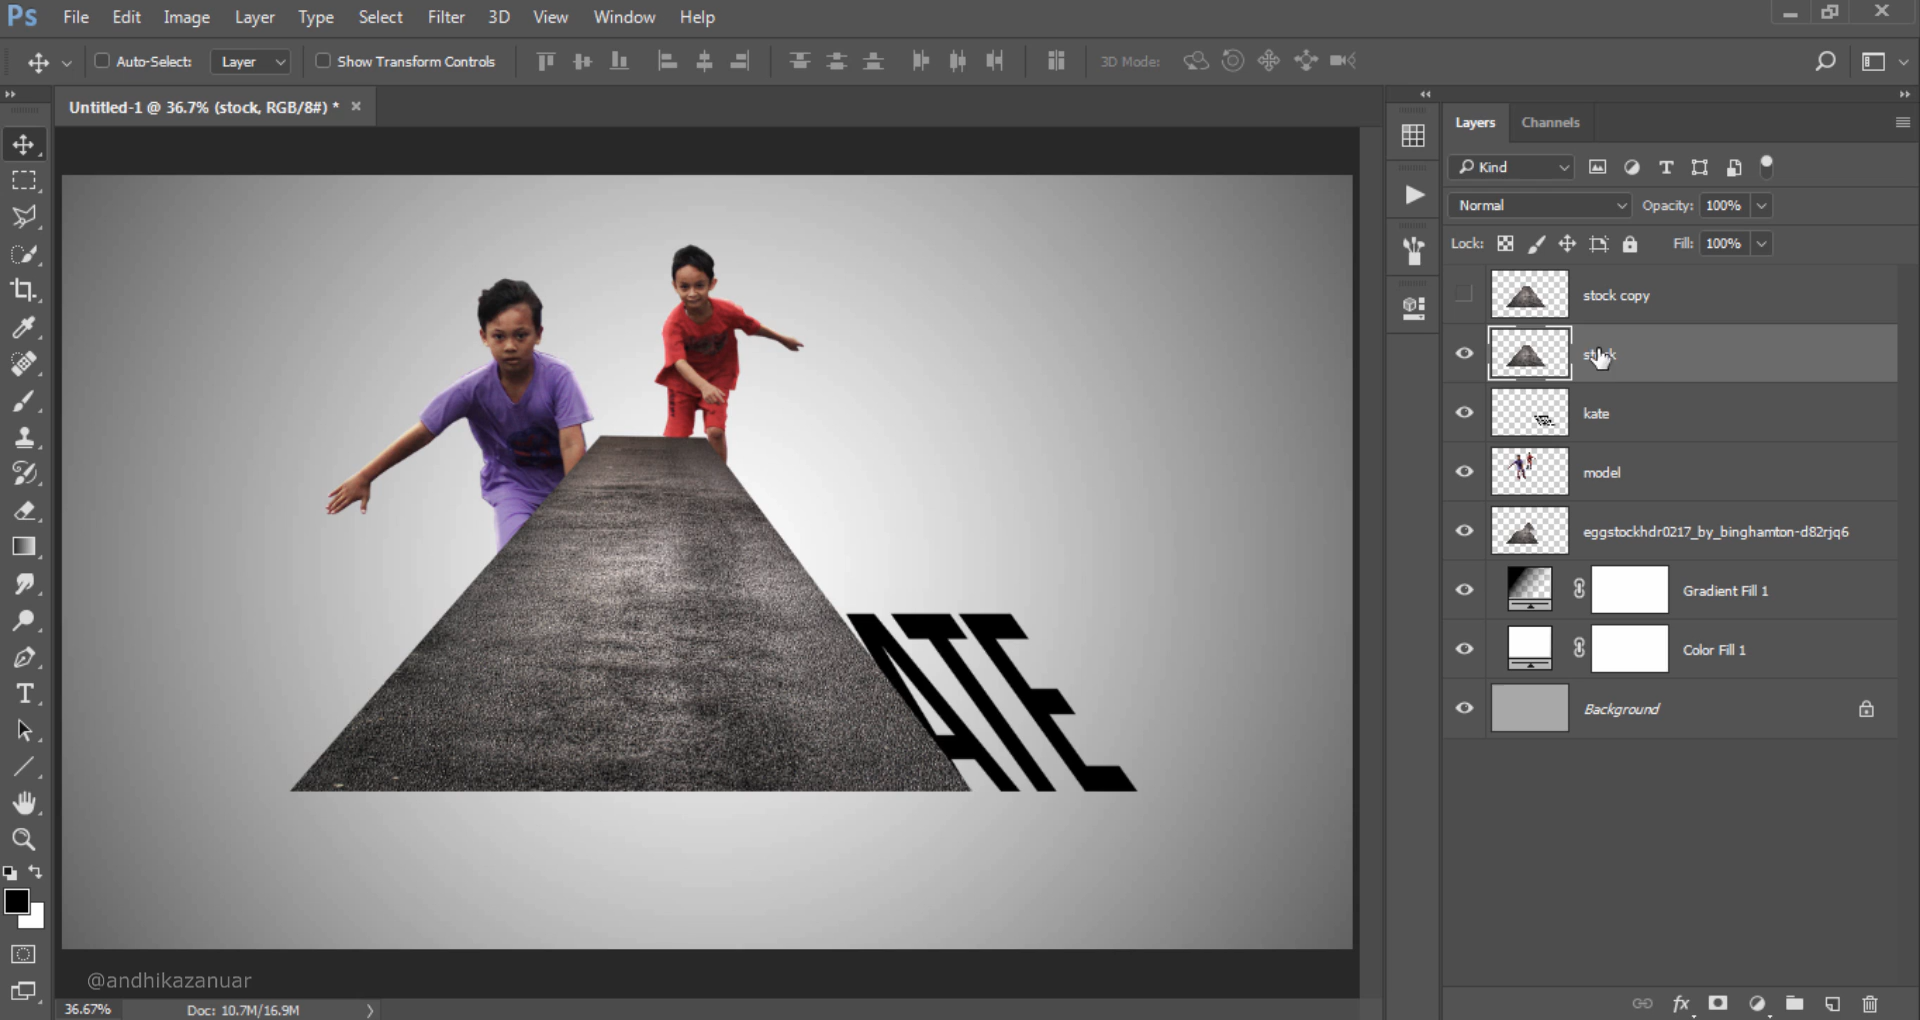 Ps File Edit Image Layer Type Select Filter 3D View Window Help
Auto-Select: Layer Show Transform Controls 3D Mode:
Untitled-1 @ 36.7% (stock, RGB/8#) *
Layers Channels
Kind
Normal Opacity: 100%
Lock: Fill: 100%
stock copy
kate
model
eggstockhdr0217_by_binghamton-d82rjq6
Gradient Fill 1
Color Fill 1
Background
ATE
@andhikazanuar
36.67% Doc: 10.7M/16.9M
fx